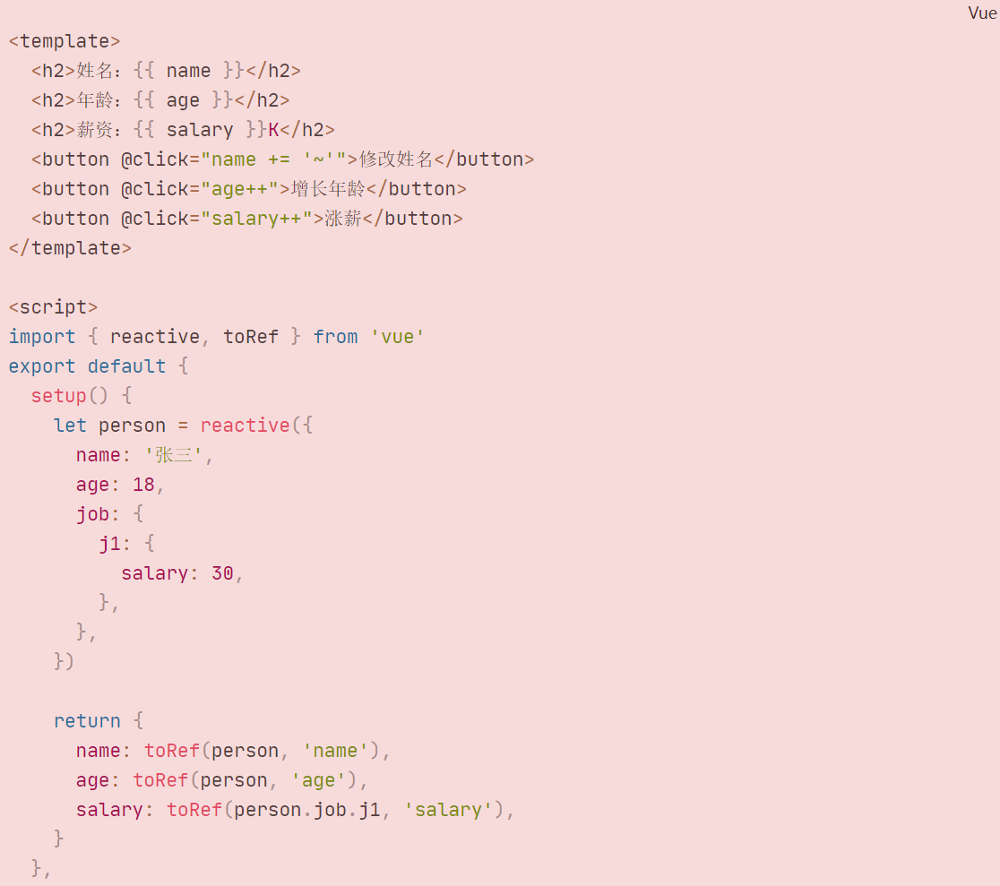 Vue
<template>
  <h2>姓名：{{ name }}</h2>
  <h2>年龄：{{ age }}</h2>
  <h2>薪资：{{ salary }}K</h2>
  <button @click="name += '~'">修改姓名</button>
  <button @click="age++">增长年龄</button>
  <button @click="salary++">涨薪</button>
</template>

<script>
import { reactive, toRef } from 'vue'
export default {
  setup() {
    let person = reactive({
      name: '张三',
      age: 18,
      job: {
        j1: {
          salary: 30,
        },
      },
    })

    return {
      name: toRef(person, 'name'),
      age: toRef(person, 'age'),
      salary: toRef(person.job.j1, 'salary'),
    }
  },